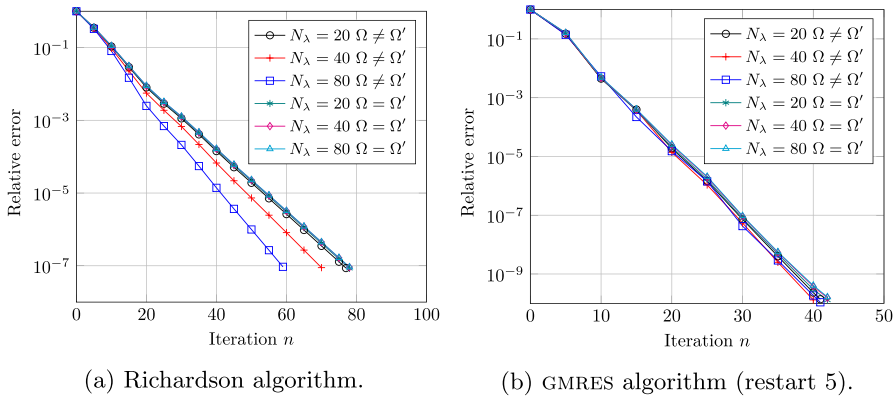 10^−1
10^−3
10^−5
10^−7
0
20
40
60
80
100
Relative error
Iteration n
N_λ = 20 Ω ≠ Ω′
N_λ = 40 Ω ≠ Ω′
N_λ = 80 Ω ≠ Ω′
N_λ = 20 Ω = Ω′
N_λ = 40 Ω = Ω′
N_λ = 80 Ω = Ω′
(a) Richardson algorithm.
10^−1
10^−3
10^−5
10^−7
10^−9
0
10
20
30
40
50
Relative error
Iteration n
N_λ = 20 Ω ≠ Ω′
N_λ = 40 Ω ≠ Ω′
N_λ = 80 Ω ≠ Ω′
N_λ = 20 Ω = Ω′
N_λ = 40 Ω = Ω′
N_λ = 80 Ω = Ω′
(b) GMRES algorithm (restart 5).